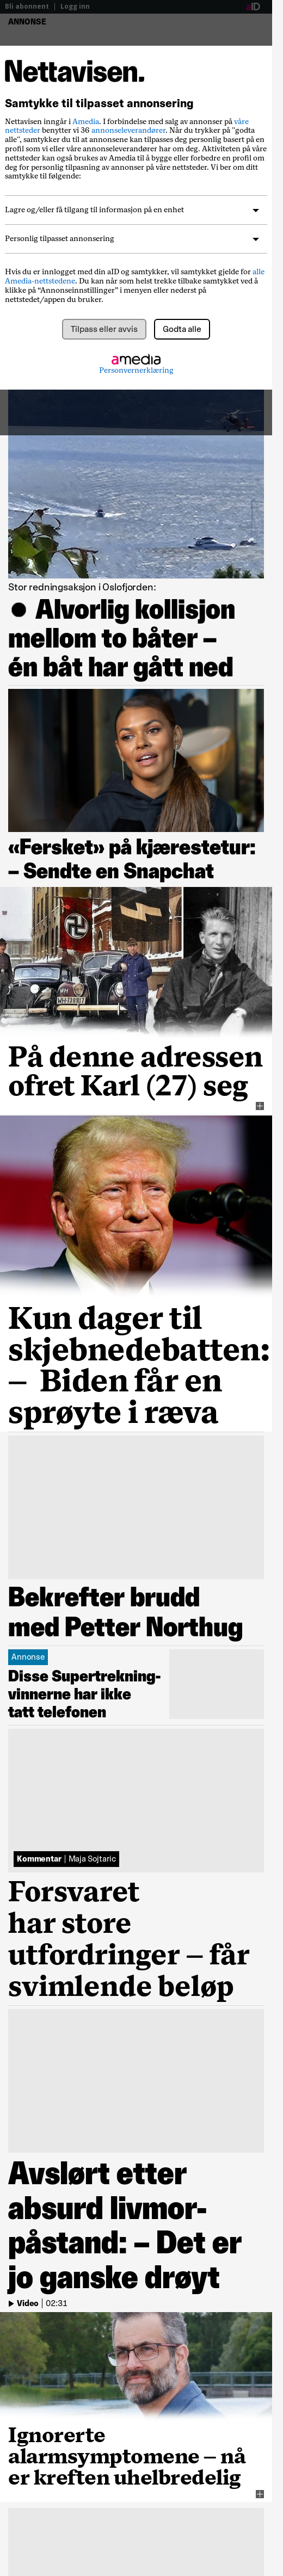 Bli abonnent | Logg inn
aID
ANNONSE
Nettavisen.
Samtykke til tilpasset annonsering
Nettavisen inngår i Amedia. I forbindelse med salg av annonser på våre
nettsteder benytter vi 36 annonseleverandører. Når du trykker på "godta
alle", samtykker du til at annonsene kan tilpasses deg personlig basert på en
profil som vi eller våre annonseleverandører har om deg. Aktiviteten på våre
nettsteder kan også brukes av Amedia til å bygge eller forbedre en profil om
deg for personlig tilpasning av annonser på våre nettsteder. Vi ber om ditt
samtykke til følgende:
Lagre og/eller få tilgang til informasjon på en enhet
Personlig tilpasset annonsering
Hvis du er innlogget med din aID og samtykker, vil samtykket gjelde for alle
Amedia-nettstedene. Du kan når som helst trekke tilbake samtykket ved å
klikke på “Annonseinnstillinger” i menyen eller nederst på
nettstedet/appen du bruker.
Tilpass eller avvis
Godta alle
amedia
Personvernerklæring
Stor redningsaksjon i Oslofjorden:
● Alvorlig kollisjon
mellom to båter –
én båt har gått ned
«Fersket» på kjærestetur:
– Sendte en Snapchat
På denne adressen
ofret Karl (27) seg
Kun dager til
skjebnedebatten:
– Biden får en
sprøyte i ræva
Bekrefter brudd
med Petter Northug
Annonse
Disse Supertrekning-
vinnerne har ikke
tatt telefonen
Kommentar | Maja Sojtaric
Forsvaret
har store
utfordringer – får
svimlende beløp
Avslørt etter
absurd livmor-
påstand: – Det er
jo ganske drøyt
Video | 02:31
Ignorerte
alarmsymptomene – nå
er kreften uhelbredelig